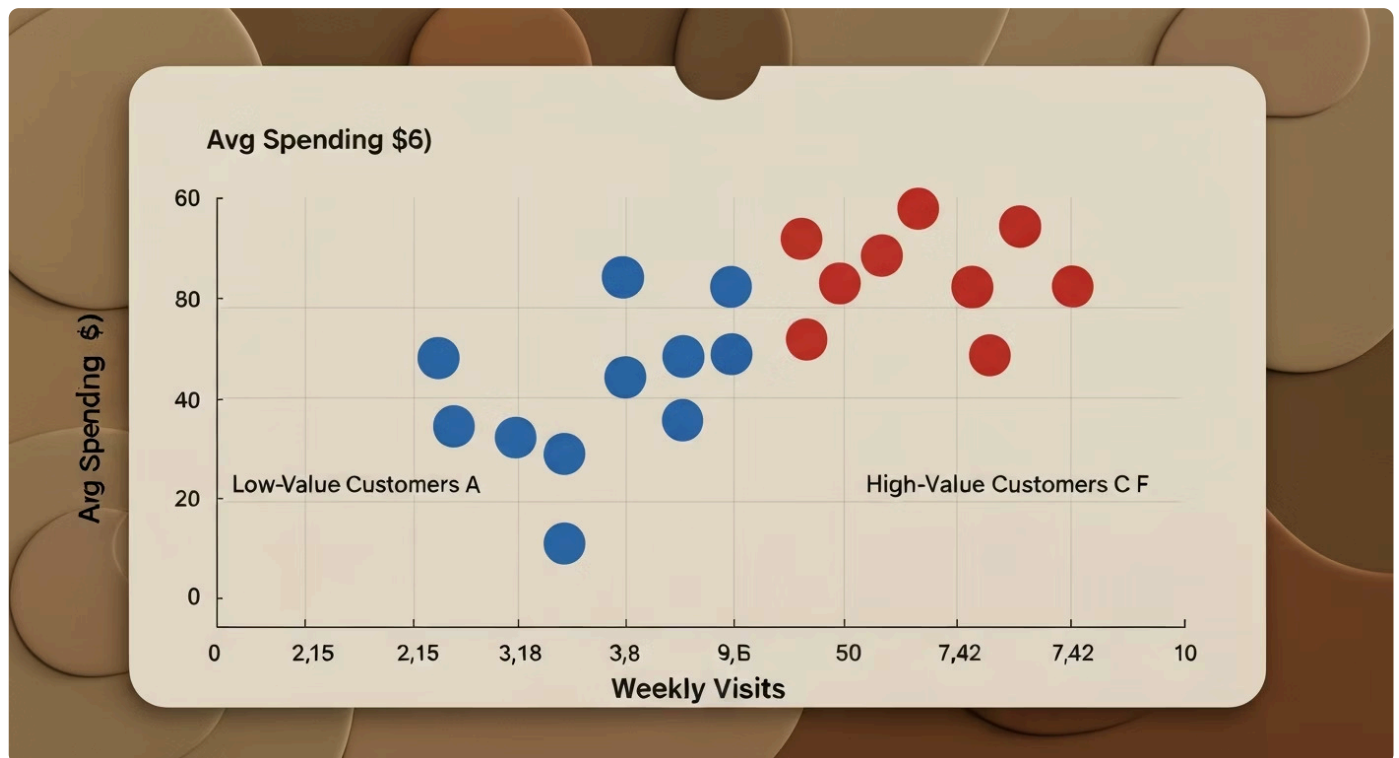 Avg Spending $6)
60
80
40
20
0
Avg Spending $)
Low-Value Customers A
High-Value Customers C F
0 2,15 2,15 3,18 3,8 9,6 50 7,42 7,42 10
Weekly Visits